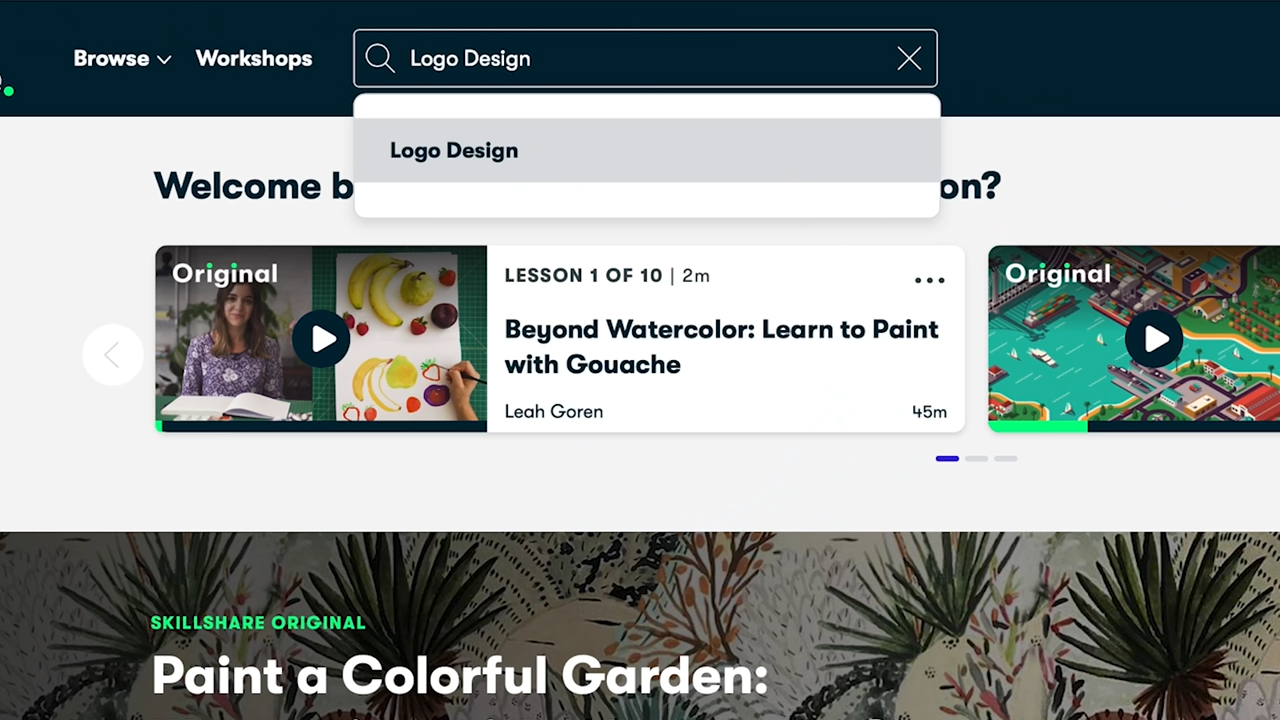 Browse
Workshops
Logo Design
Logo Design
Welcome b
on?
Original
LESSON 1 OF 10 | 2m
Beyond Watercolor: Learn to Paint
with Gouache
Leah Goren
45m
Original
SKILLSHARE ORIGINAL
Paint a Colorful Garden: